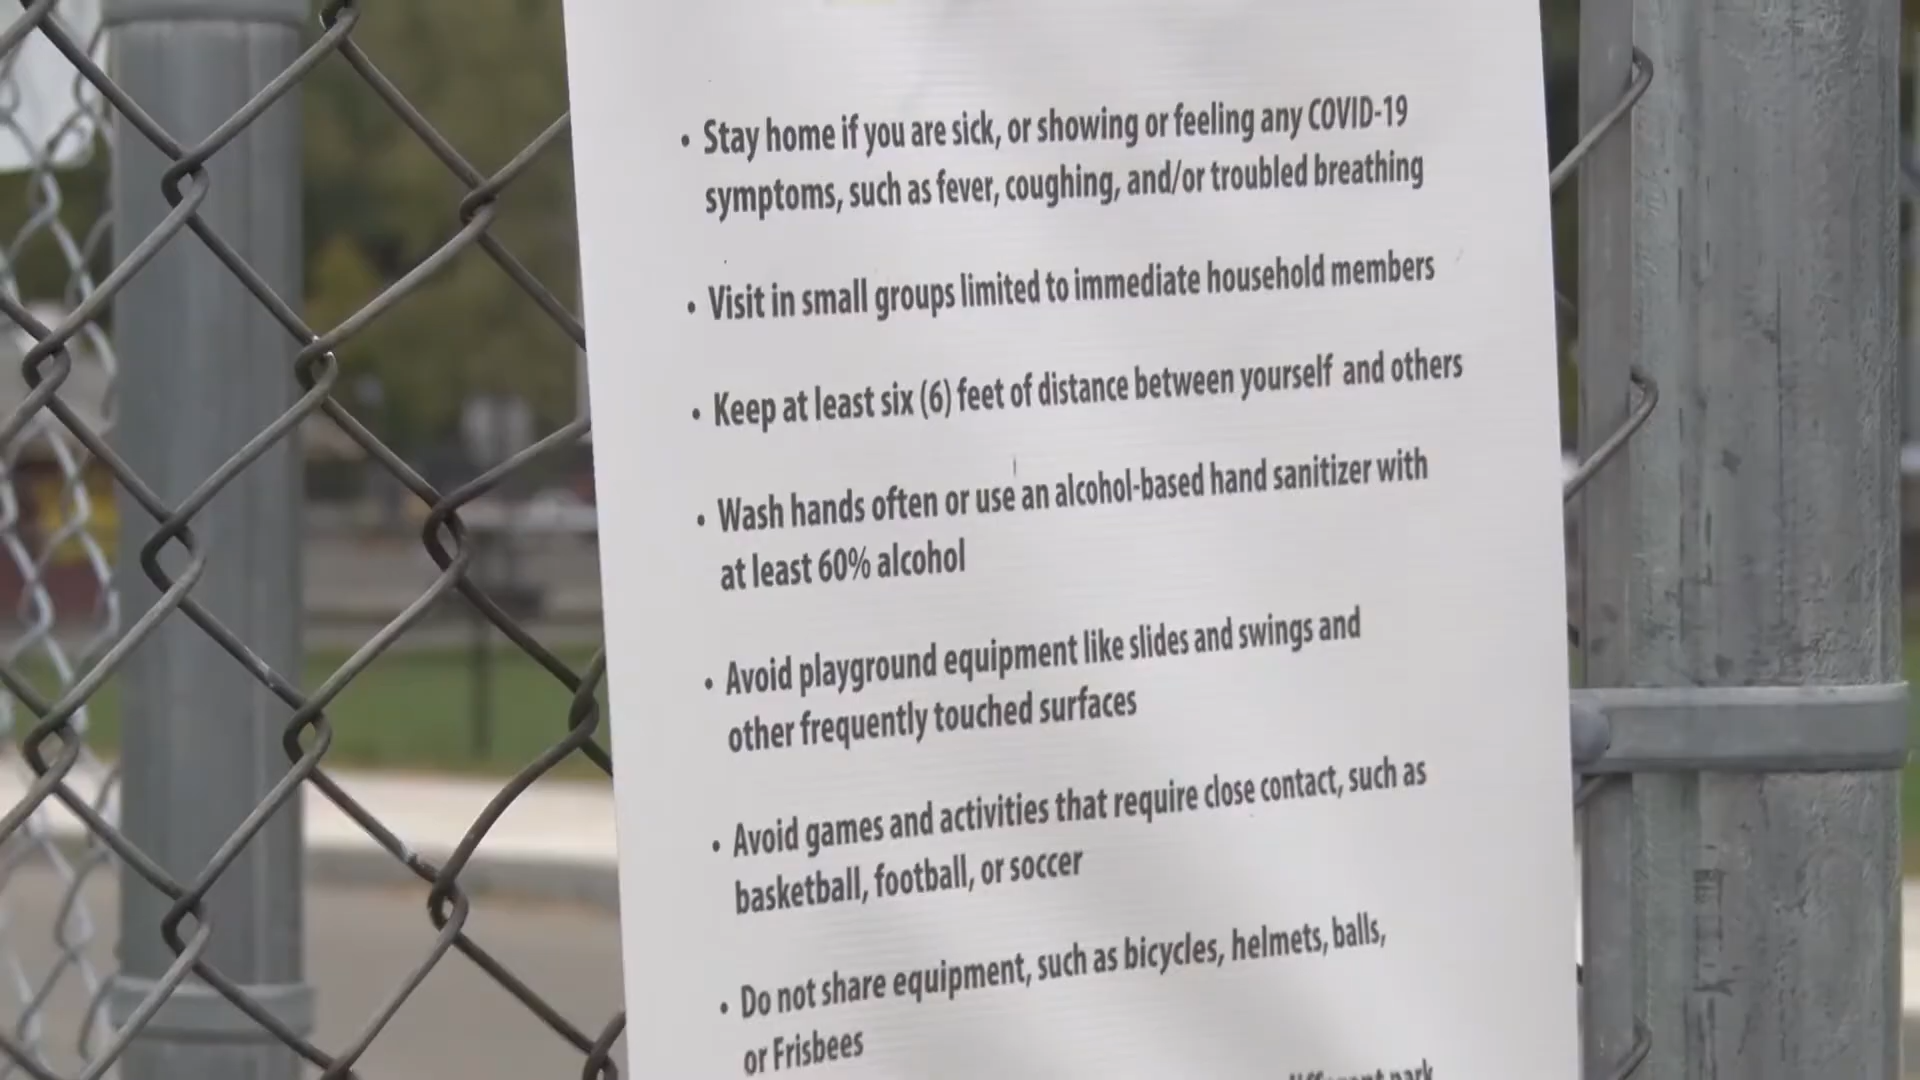 • Stay home if you are sick, or showing or feeling any COVID-19
symptoms, such as fever, coughing, and/or troubled breathing
• Visit in small groups limited to immediate household members
• Keep at least six (6) feet of distance between yourself and others
• Wash hands often or use an alcohol-based hand sanitizer with
at least 60% alcohol
• Avoid playground equipment like slides and swings and
other frequently touched surfaces
• Avoid games and activities that require close contact, such as
basketball, football, or soccer
• Do not share equipment, such as bicycles, helmets, balls,
or Frisbees
different park